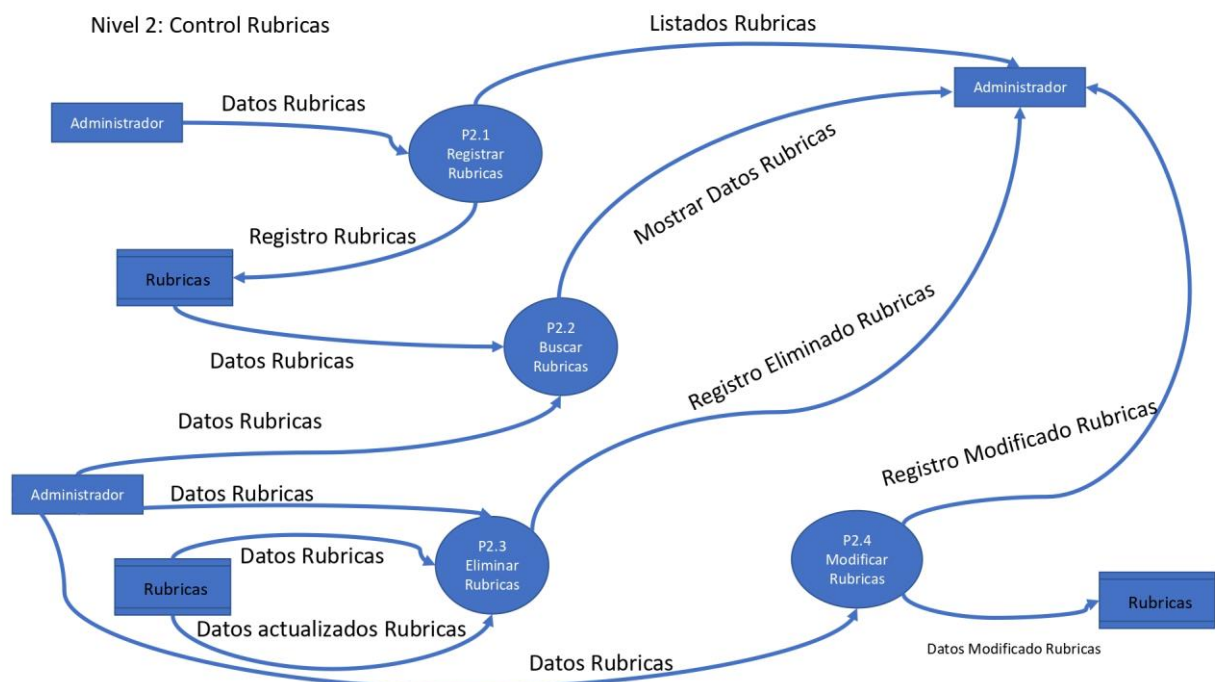 Nivel 2: Control Rubricas
Listados Rubricas
Administrador
Datos Rubricas
Administrador
P2.1
Registrar
Rubricas
Mostrar Datos Rubricas
Registro Rubricas
Rubricas
P2.2
Buscar
Rubricas
Datos Rubricas
Registro Eliminado Rubricas
Datos Rubricas
Registro Modificado Rubricas
Administrador
Datos Rubricas
P2.3
Eliminar
Rubricas
P2.4
Modificar
Rubricas
Datos Rubricas
Rubricas
Rubricas
Datos actualizados Rubricas
Datos Modificado Rubricas
Datos Rubricas